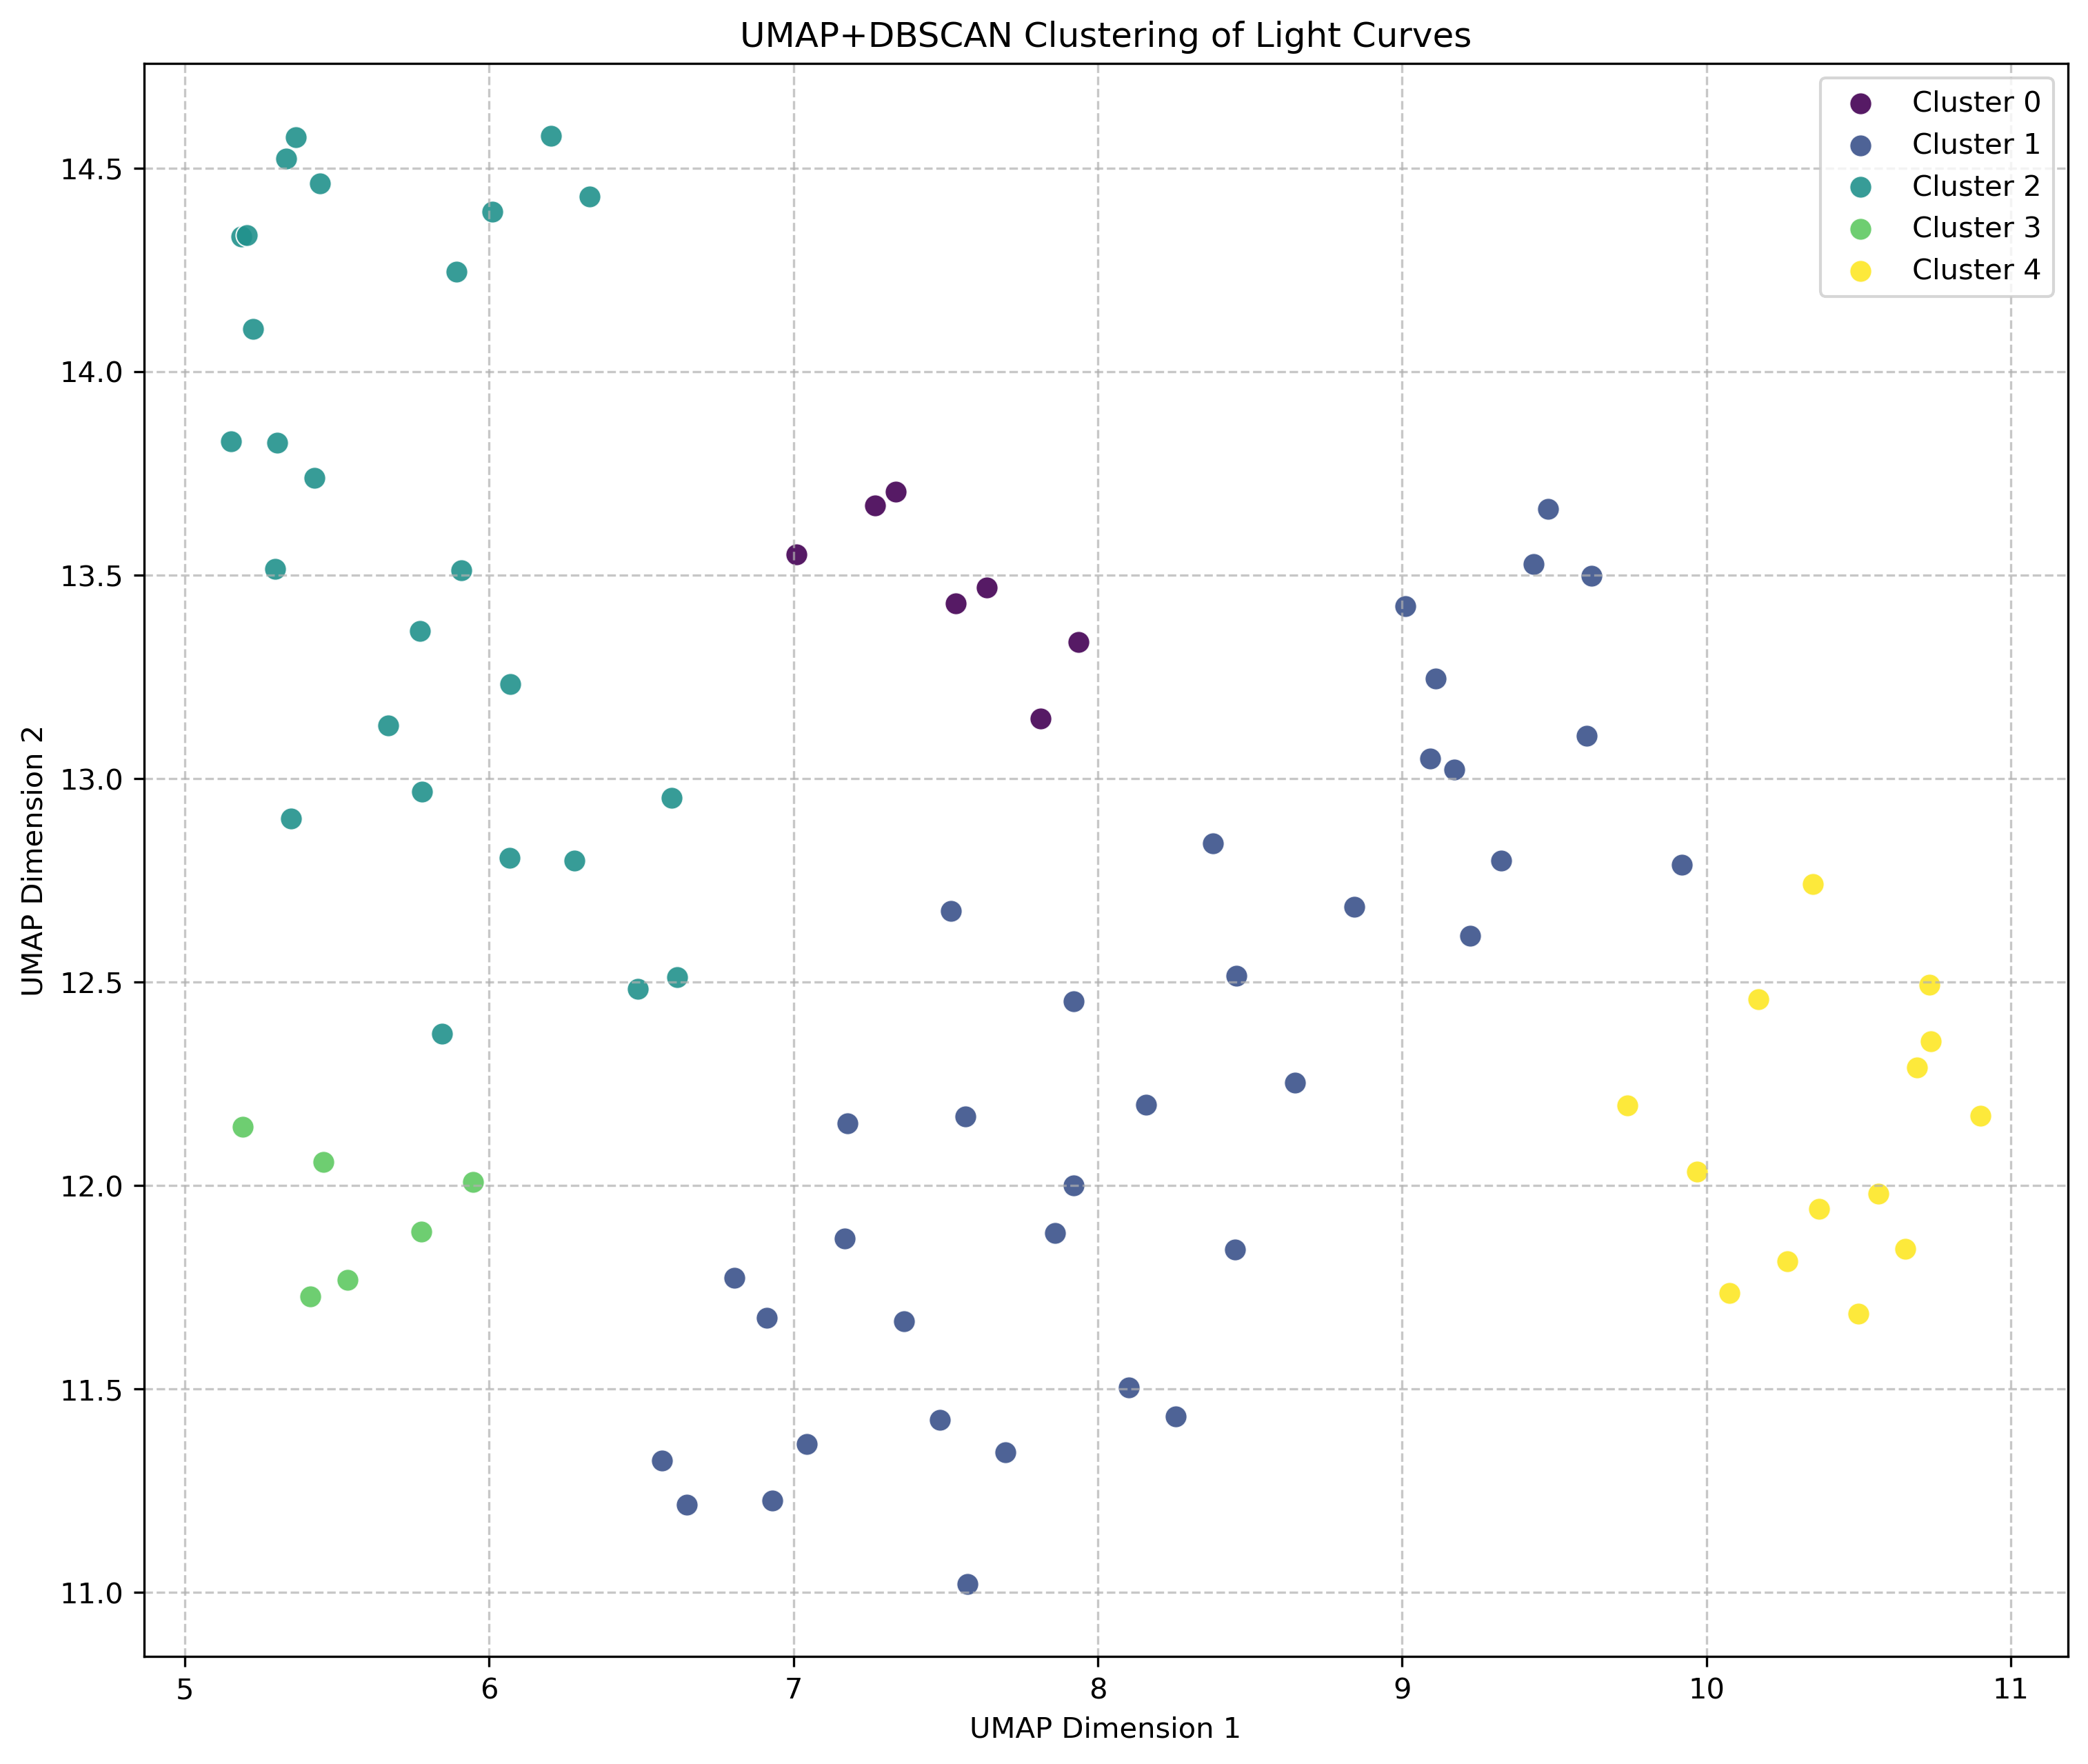 UMAP+DBSCAN Clustering of Light Curves
Cluster 0
Cluster 1
Cluster 2
Cluster 3
Cluster 4
UMAP Dimension 2
14.5
14.0
13.5
13.0
12.5
12.0
11.5
11.0
5 6 7 8 9 10 11
UMAP Dimension 1